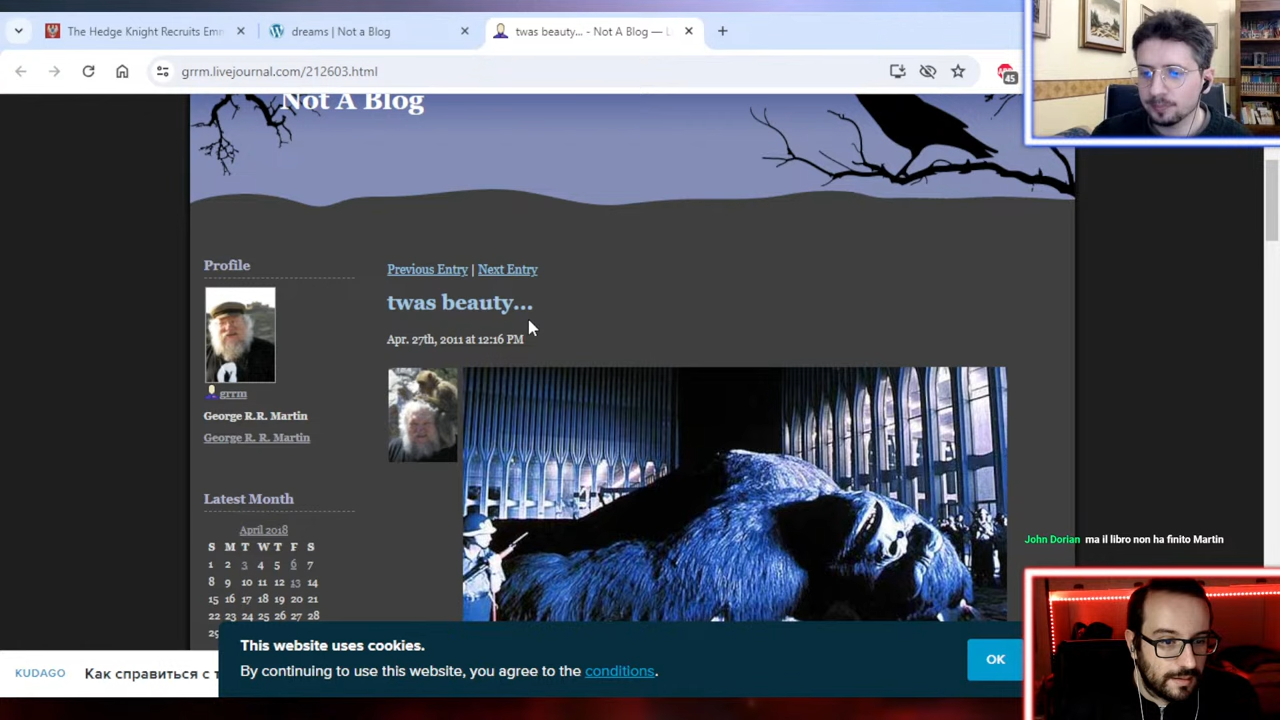 The Hedge Knight Recruits Em
dreams | Not a Blog
twas beauty... - Not A Blog — L
grrm.livejournal.com/212603.html
45
Not A Blog
Profile
grrm
George R.R. Martin
George R. R. Martin
Latest Month
April 2018
S M T W T F S
1 2 3 4 5 6 7
8 9 10 11 12 13 14
15 16 17 18 19 20 21
22 23 24 25 26 27 28
29
Previous Entry | Next Entry
twas beauty...
Apr. 27th, 2011 at 12:16 PM
John Dorian ma il libro non ha finito Martin
This website uses cookies.
By continuing to use this website, you agree to the conditions.
OK
KUDAGO Как справиться с т